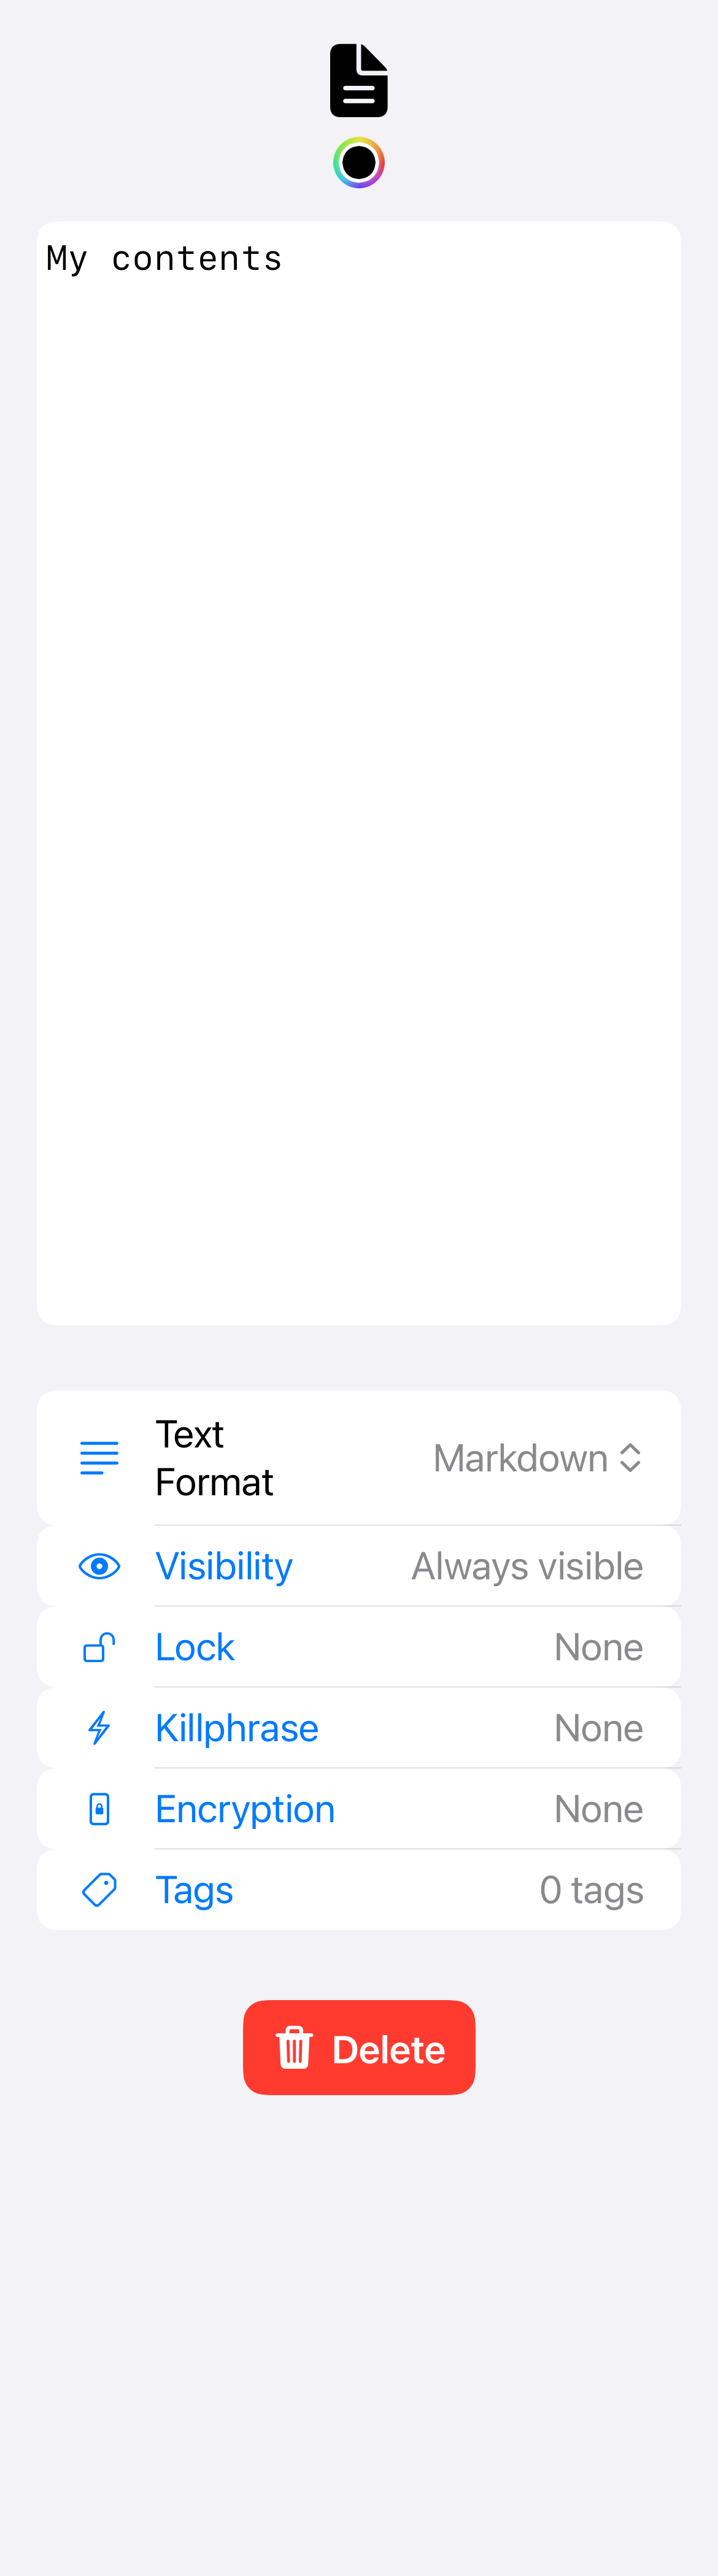 My contents
Text
Format
Markdown
Visibility Always visible
Lock None
Killphrase None
Encryption None
Tags 0 tags
Delete